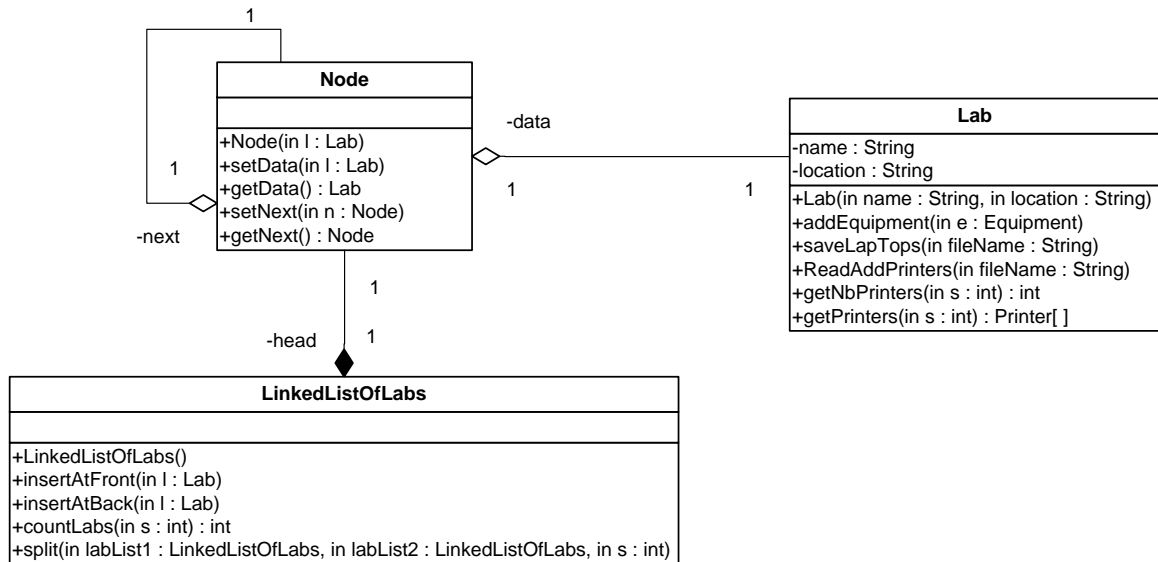 1
Node
+Node(in l : Lab)
+setData(in l : Lab)
+getData() : Lab
+setNext(in n : Node)
+getNext() : Node
1
-next
-data
1
1
Lab
-name : String
-location : String
+Lab(in name : String, in location : String)
+addEquipment(in e : Equipment)
+saveLapTops(in fileName : String)
+ReadAddPrinters(in fileName : String)
+getNbPrinters(in s : int) : int
+getPrinters(in s : int) : Printer[ ]
1
-head
1
LinkedListOfLabs
+LinkedListOfLabs()
+insertAtFront(in l : Lab)
+insertAtBack(in l : Lab)
+countLabs(in s : int) : int
+split(in labList1 : LinkedListOfLabs, in labList2 : LinkedListOfLabs, in s : int)